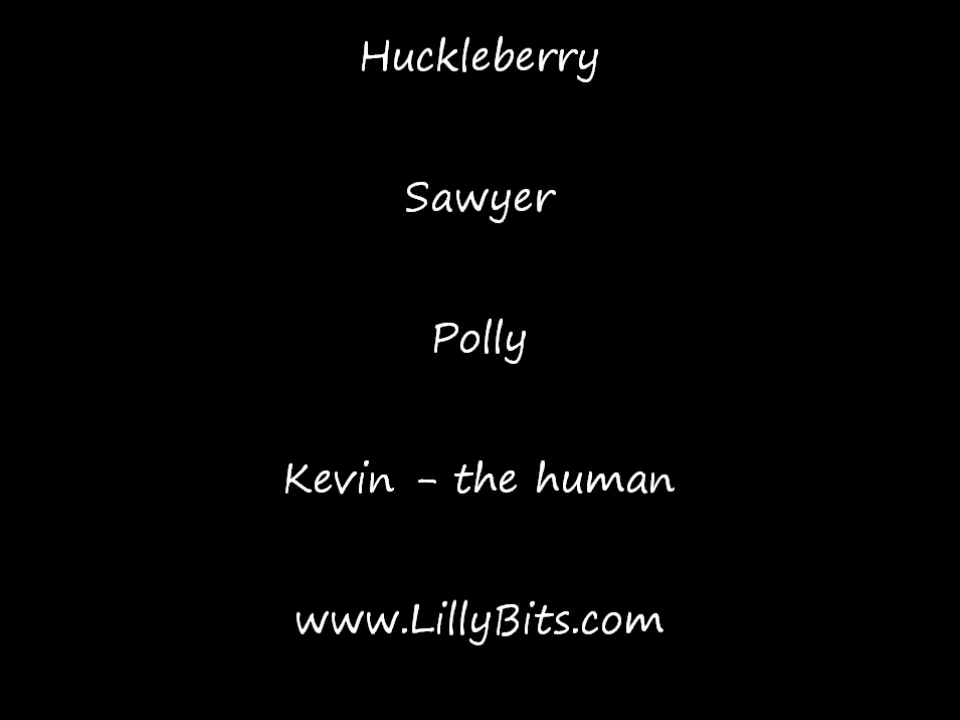 Huckleberry
Sawyer
Polly
Kevin - the human
www.LillyBits.com